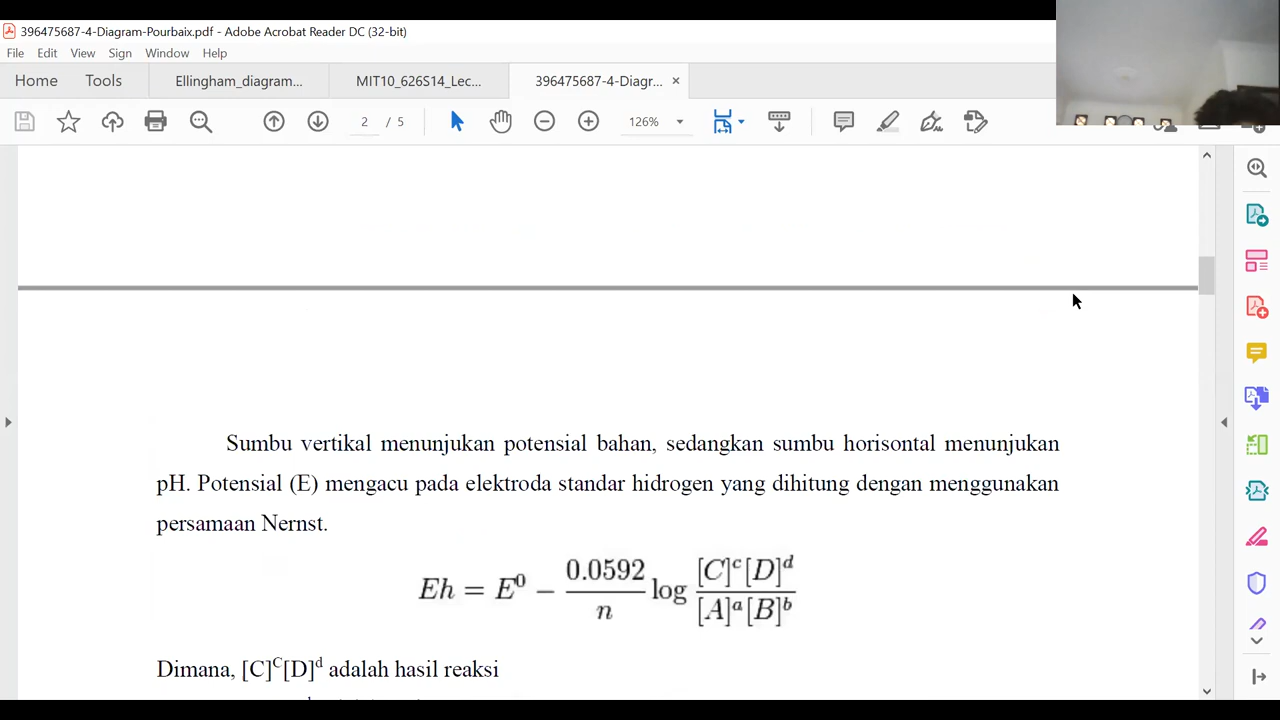 396475687-4-Diagram-Pourbaix.pdf - Adobe Acrobat Reader DC (32-bit)
File Edit View Sign Window Help
Home Tools Ellingham_diagram... MIT10_626S14_Lec... 396475687-4-Diagr... ×
2 / 5 126%
Sumbu vertikal menunjukan potensial bahan, sedangkan sumbu horisontal menunjukan
pH. Potensial (E) mengacu pada elektroda standar hidrogen yang dihitung dengan menggunakan
persamaan Nernst.
Eh = E⁰ − 0.0592/n log [C]ᶜ[D]ᵈ/[A]ᵃ[B]ᵇ
Dimana, [C]ᶜ[D]ᵈ adalah hasil reaksi